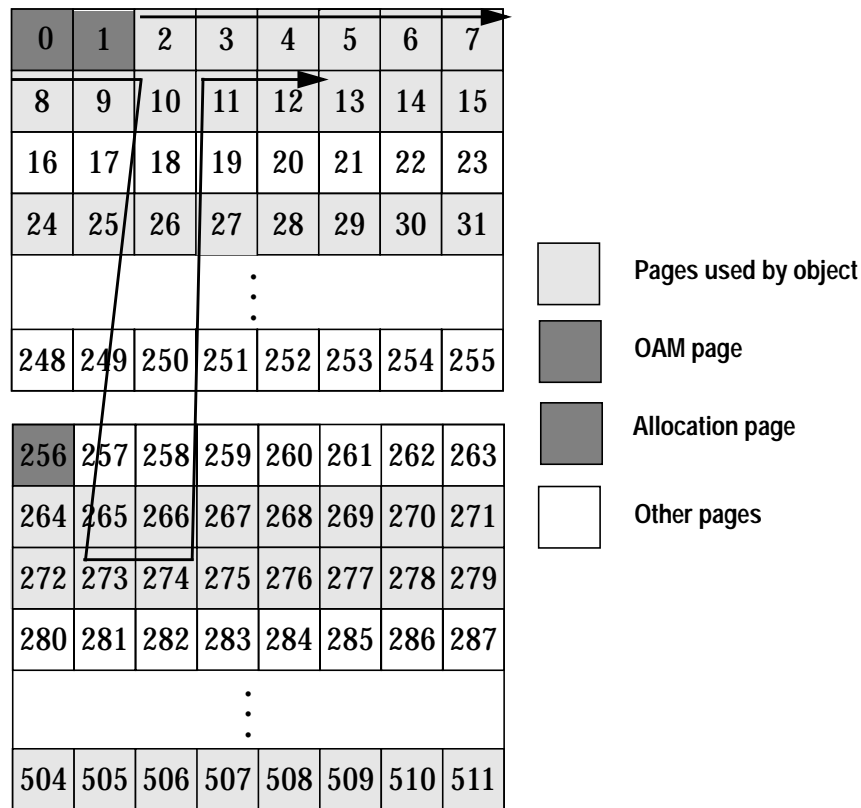 0 1 2 3 4 5 6 7
8 9 10 11 12 13 14 15
16 17 18 19 20 21 22 23
24 25 26 27 28 29 30 31
248 249 250 251 252 253 254 255
256 257 258 259 260 261 262 263
264 265 266 267 268 269 270 271
272 273 274 275 276 277 278 279
280 281 282 283 284 285 286 287
504 505 506 507 508 509 510 511
Pages used by object
OAM page
Allocation page
Other pages